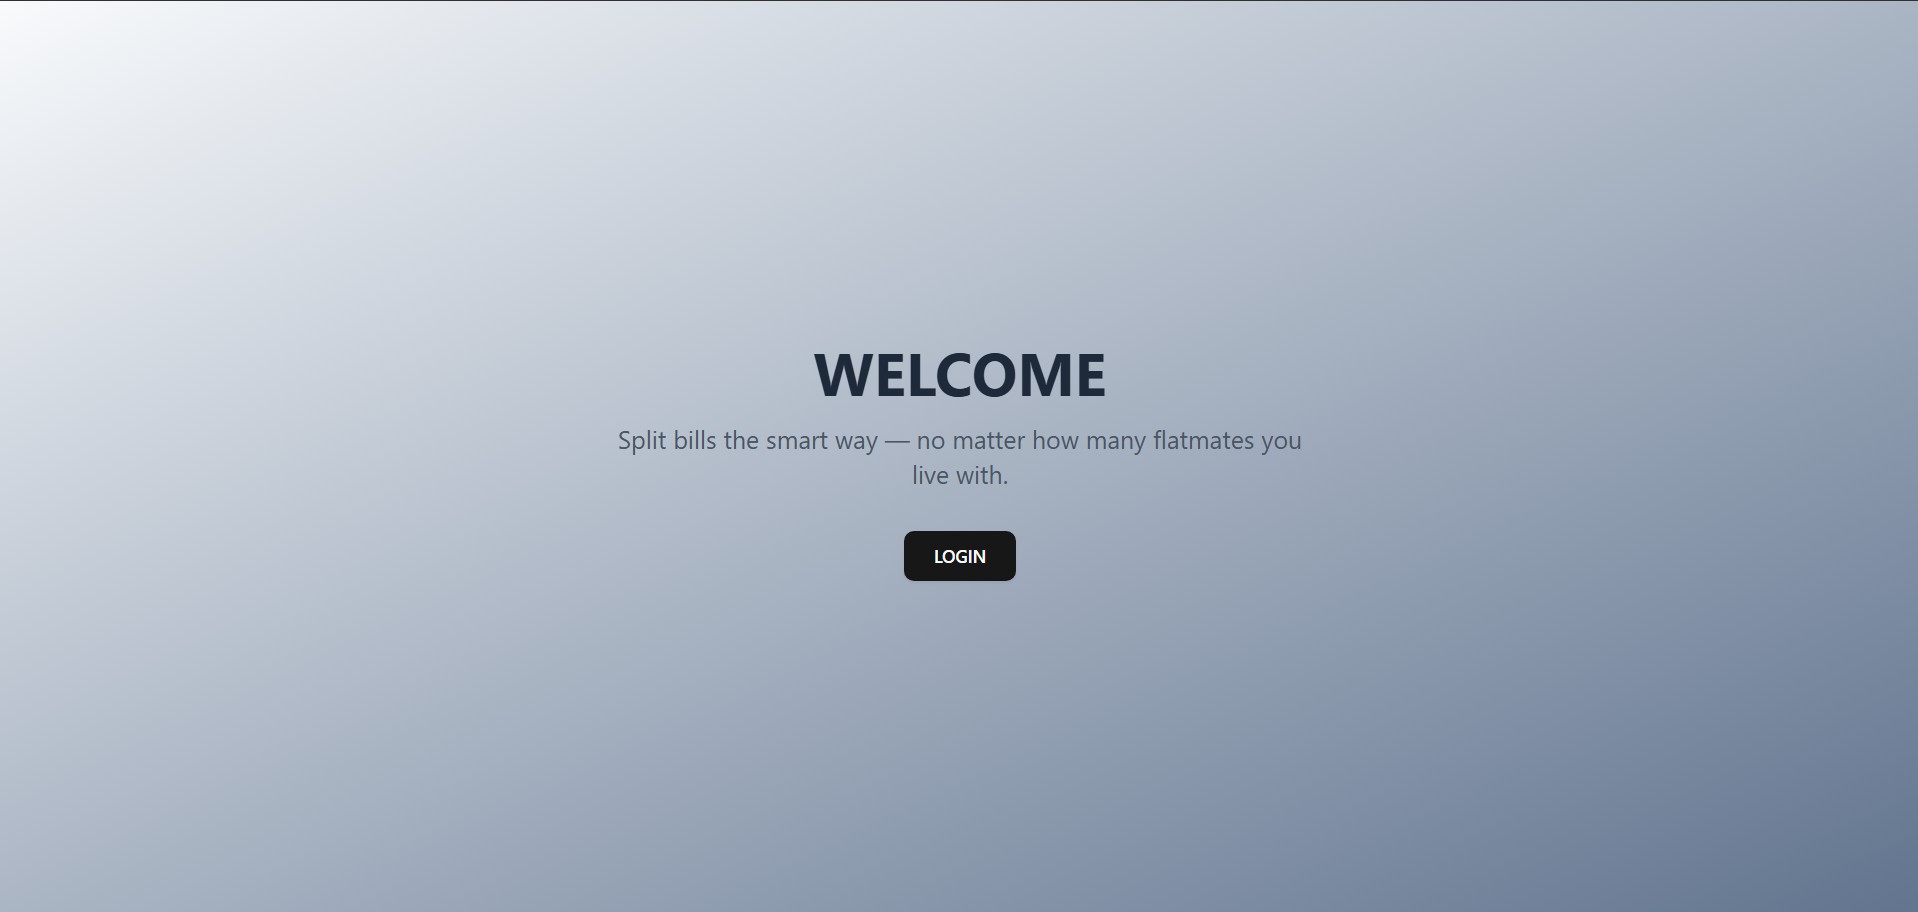 WELCOME
Split bills the smart way — no matter how many flatmates you
live with.
LOGIN